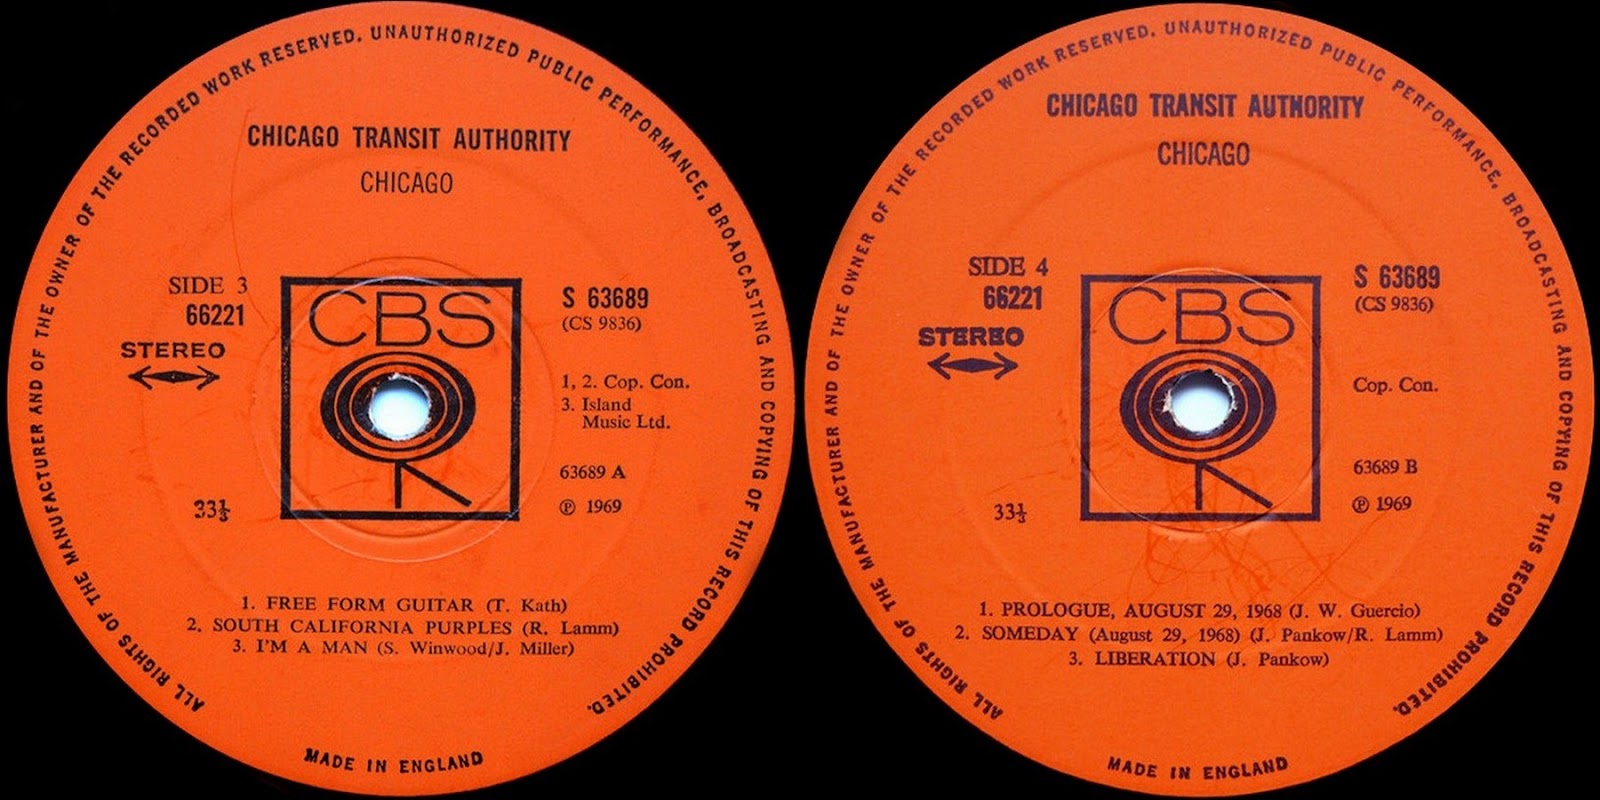 ALL RIGHTS OF THE MANUFACTURER AND OF THE OWNER OF THE RECORDED WORK RESERVED. UNAUTHORIZED PUBLIC PERFORMANCE, BROADCASTING AND COPYING OF THIS RECORD PROHIBITED.
CHICAGO TRANSIT AUTHORITY
CHICAGO
SIDE 3
66221
STEREO
33⅓
CBS
S 63689
(CS 9836)
1, 2. Cop. Con.
3. Island
Music Ltd.
63689 A
℗ 1969
1. FREE FORM GUITAR (T. Kath)
2. SOUTH CALIFORNIA PURPLES (R. Lamm)
3. I'M A MAN (S. Winwood/J. Miller)
MADE IN ENGLAND
ALL RIGHTS OF THE MANUFACTURER AND OF THE OWNER OF THE RECORDED WORK RESERVED. UNAUTHORIZED PUBLIC PERFORMANCE, BROADCASTING AND COPYING OF THIS RECORD PROHIBITED.
CHICAGO TRANSIT AUTHORITY
CHICAGO
SIDE 4
66221
STEREO
33⅓
CBS
S 63689
(CS 9836)
Cop. Con.
63689 B
℗ 1969
1. PROLOGUE, AUGUST 29, 1968 (J. W. Guercio)
2. SOMEDAY (August 29, 1968) (J. Pankow/R. Lamm)
3. LIBERATION (J. Pankow)
MADE IN ENGLAND